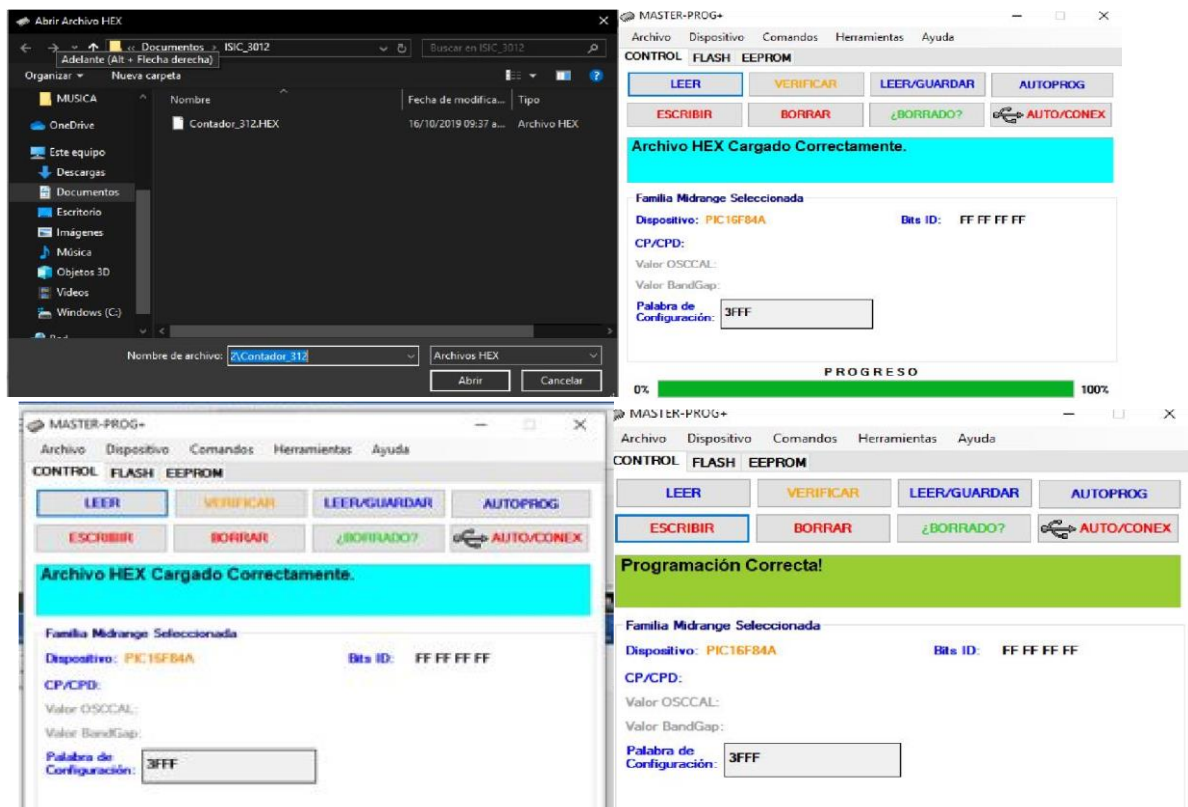 Abrir Archivo HEX
Documentos > ISIC_3012
Buscar en ISIC_3012
Adelante (Alt + Flecha derecha)
Organizar
Nueva carpeta
MUSICA
OneDrive
Este equipo
Descargas
Documentos
Escritorio
Imágenes
Música
Objetos 3D
Videos
Windows (C:)
Nombre
Fecha de modifica...
Tipo
Contador_312.HEX
16/10/2019 09:37 a...
Archivo HEX
Nombre de archivo: 2\Contador_312
Archivos HEX
Abrir
Cancelar
MASTER-PROG+
Archivo Dispositivo Comandos Herramientas Ayuda
CONTROL FLASH EEPROM
LEER VERIFICAR LEER/GUARDAR AUTOPROG
ESCRIBIR BORRAR ¿BORRADO? AUTO/CONEX
Archivo HEX Cargado Correctamente.
Familia Midrange Seleccionada
Dispositivo: PIC16F84A Bits ID: FF FF FF FF
CP/CPD:
Valor OSCCAL:
Valor BandGap:
Palabra de
Configuración: 3FFF
PROGRESO
0% 100%
MASTER-PROG+
Archivo Dispositivo Comandos Herramientas Ayuda
CONTROL FLASH EEPROM
LEER VERIFICAR LEER/GUARDAR AUTOPROG
ESCRIBIR BORRAR ¿BORRADO? AUTO/CONEX
Archivo HEX Cargado Correctamente.
Familia Midrange Seleccionada
Dispositivo: PIC16F84A Bits ID: FF FF FF FF
CP/CPD:
Valor OSCCAL:
Valor BandGap:
Palabra de
Configuración: 3FFF
MASTER-PROG+
Archivo Dispositivo Comandos Herramientas Ayuda
CONTROL FLASH EEPROM
LEER VERIFICAR LEER/GUARDAR AUTOPROG
ESCRIBIR BORRAR ¿BORRADO? AUTO/CONEX
Programación Correcta!
Familia Midrange Seleccionada
Dispositivo: PIC16F84A Bits ID: FF FF FF FF
CP/CPD:
Valor OSCCAL:
Valor BandGap:
Palabra de
Configuración: 3FFF